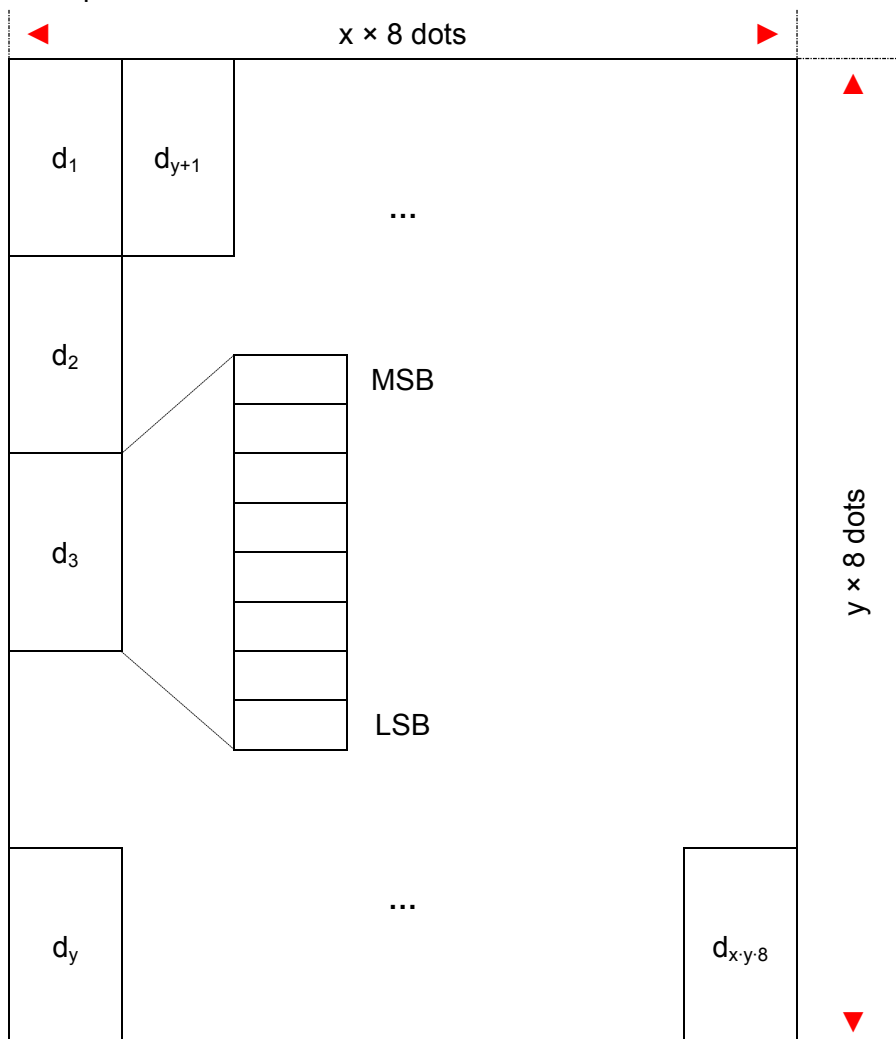 x × 8 dots
d₁ dy+1
...
d₂
MSB
d₃
y × 8 dots
LSB
...
dy dx·y·8